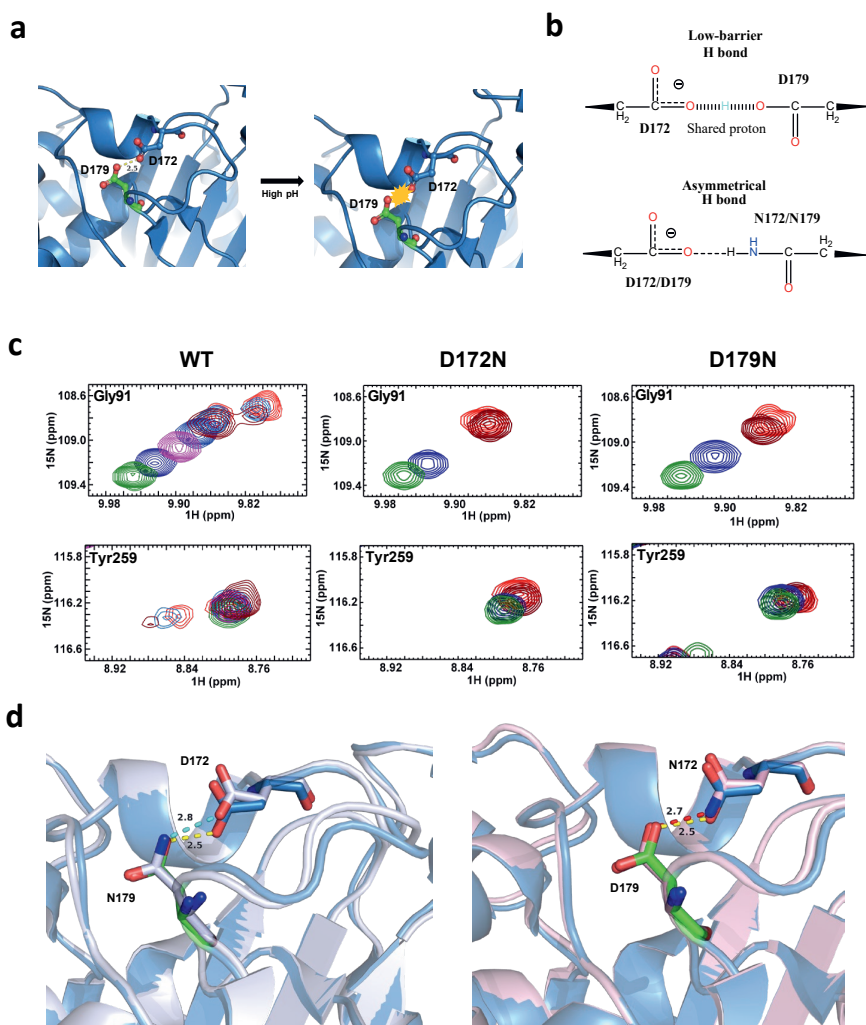 a
D179
D172
2.5
High pH
D179
D172
b
Low-barrier
H bond
D179
O
⊖
C
O
H
O
C
C
H₂
C
H₂
D172
Shared proton
O
Asymmetrical
H bond
N172/N179
O
⊖
H
C
O
H
N
C
C
H₂
C
H₂
D172/D179
O
c
WT
D172N
D179N
Gly91
108.6
109.0
109.4
15N (ppm)
9.98
9.90
9.82
1H (ppm)
Gly91
108.6
109.0
109.4
15N (ppm)
9.98
9.90
9.82
1H (ppm)
Gly91
108.6
109.0
109.4
15N (ppm)
9.98
9.90
9.82
1H (ppm)
Tyr259
115.8
116.2
116.6
15N (ppm)
8.92
8.84
8.76
1H (ppm)
Tyr259
115.8
116.2
116.6
15N (ppm)
8.92
8.84
8.76
1H (ppm)
Tyr259
115.8
116.2
116.6
15N (ppm)
8.92
8.84
8.76
1H (ppm)
d
D172
2.8
2.5
N179
N172
2.7
2.5
D179